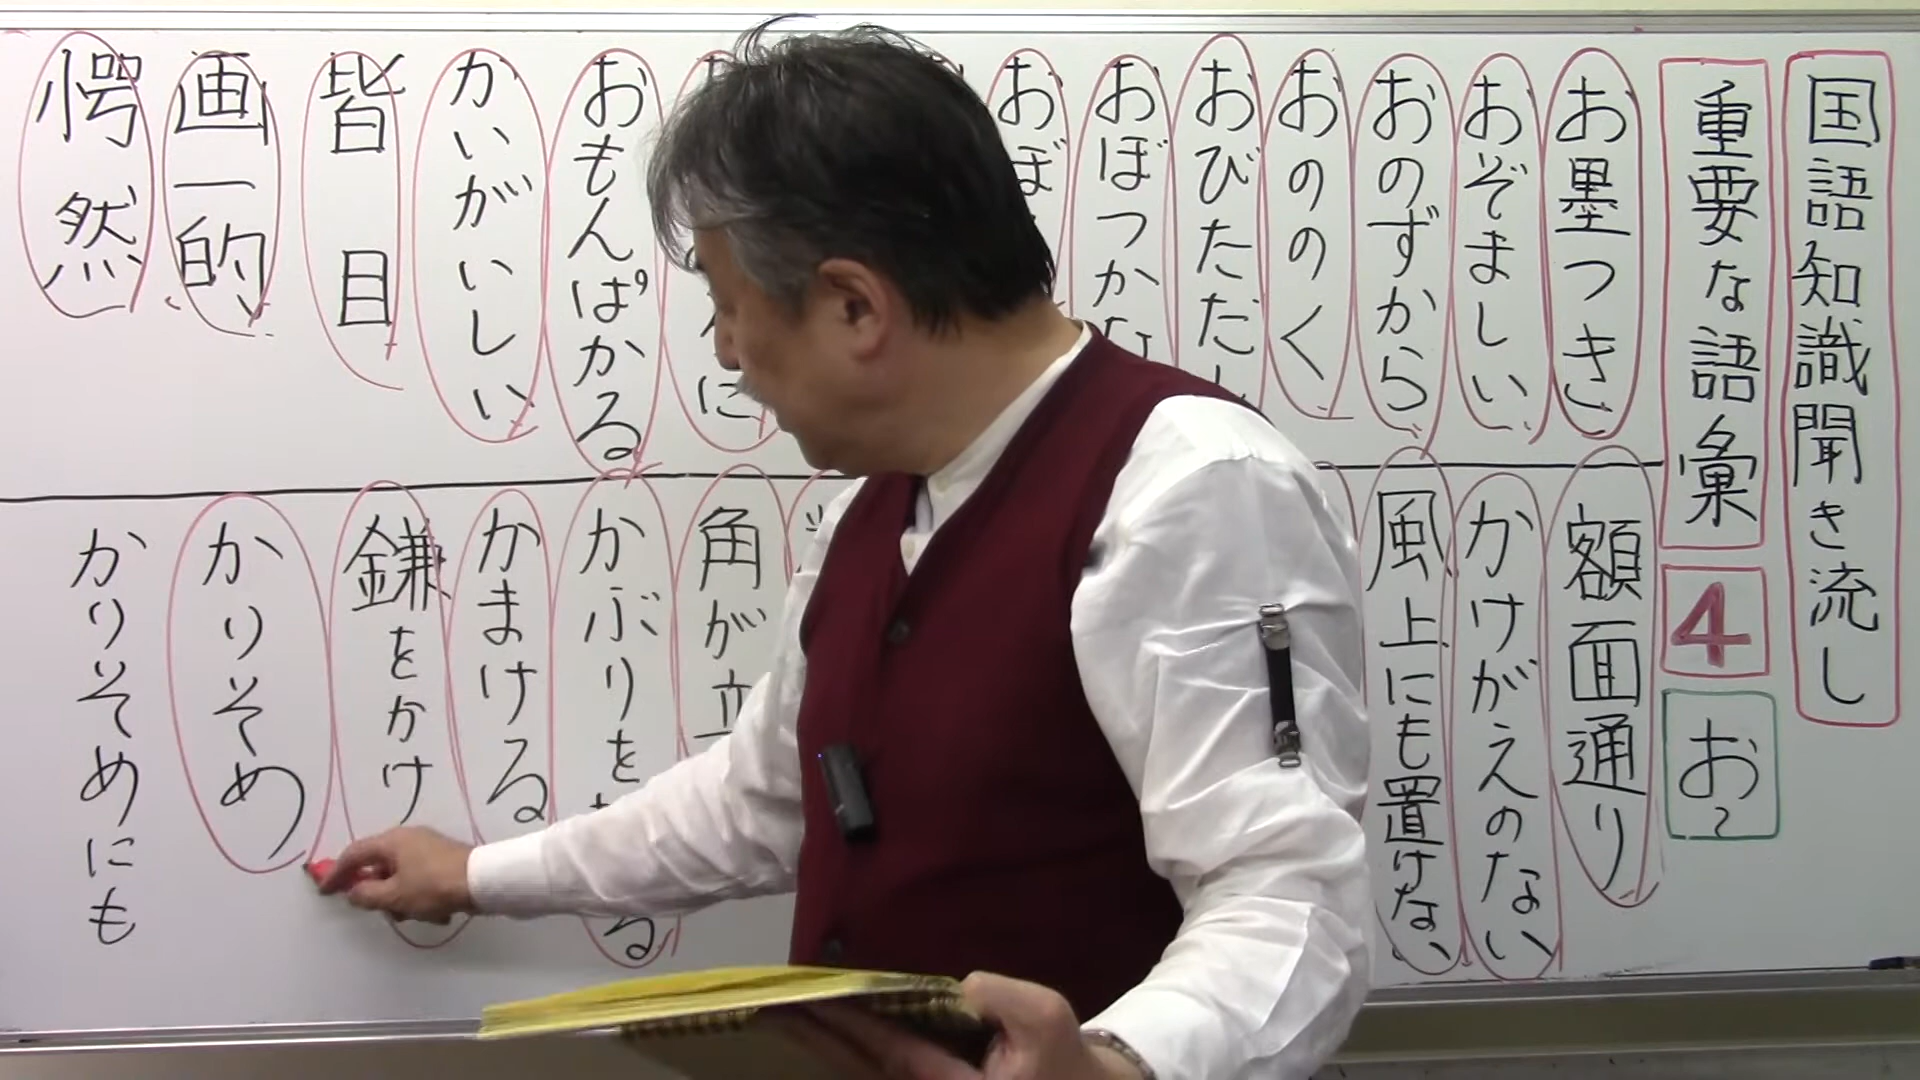 国語知識聞き流し
重要な語彙
4
お〜
お墨つき
おぞましい
おのずから
おののく
おびただし
おぼつかな
おぼ
に
おもんぱかる
かいがいしい
皆目
画一的
愕然
額面通り
かけがえのない
風上にも置けない
角が立
かぶりを
る
かまける
鎌をかけ
かりそめ
かりそめにも